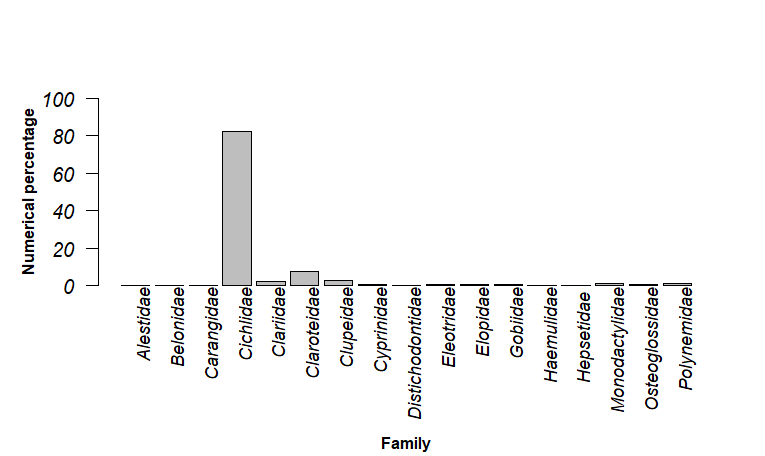 Numerical percentage
100
80
60
40
20
0
Alestidae
Belonidae
Carangidae
Cichlidae
Clariidae
Claroteidae
Clupeidae
Cyprinidae
Distichodontidae
Eleotridae
Elopidae
Gobiidae
Haemulidae
Hepsetidae
Monodactylidae
Osteoglossidae
Polynemidae
Family